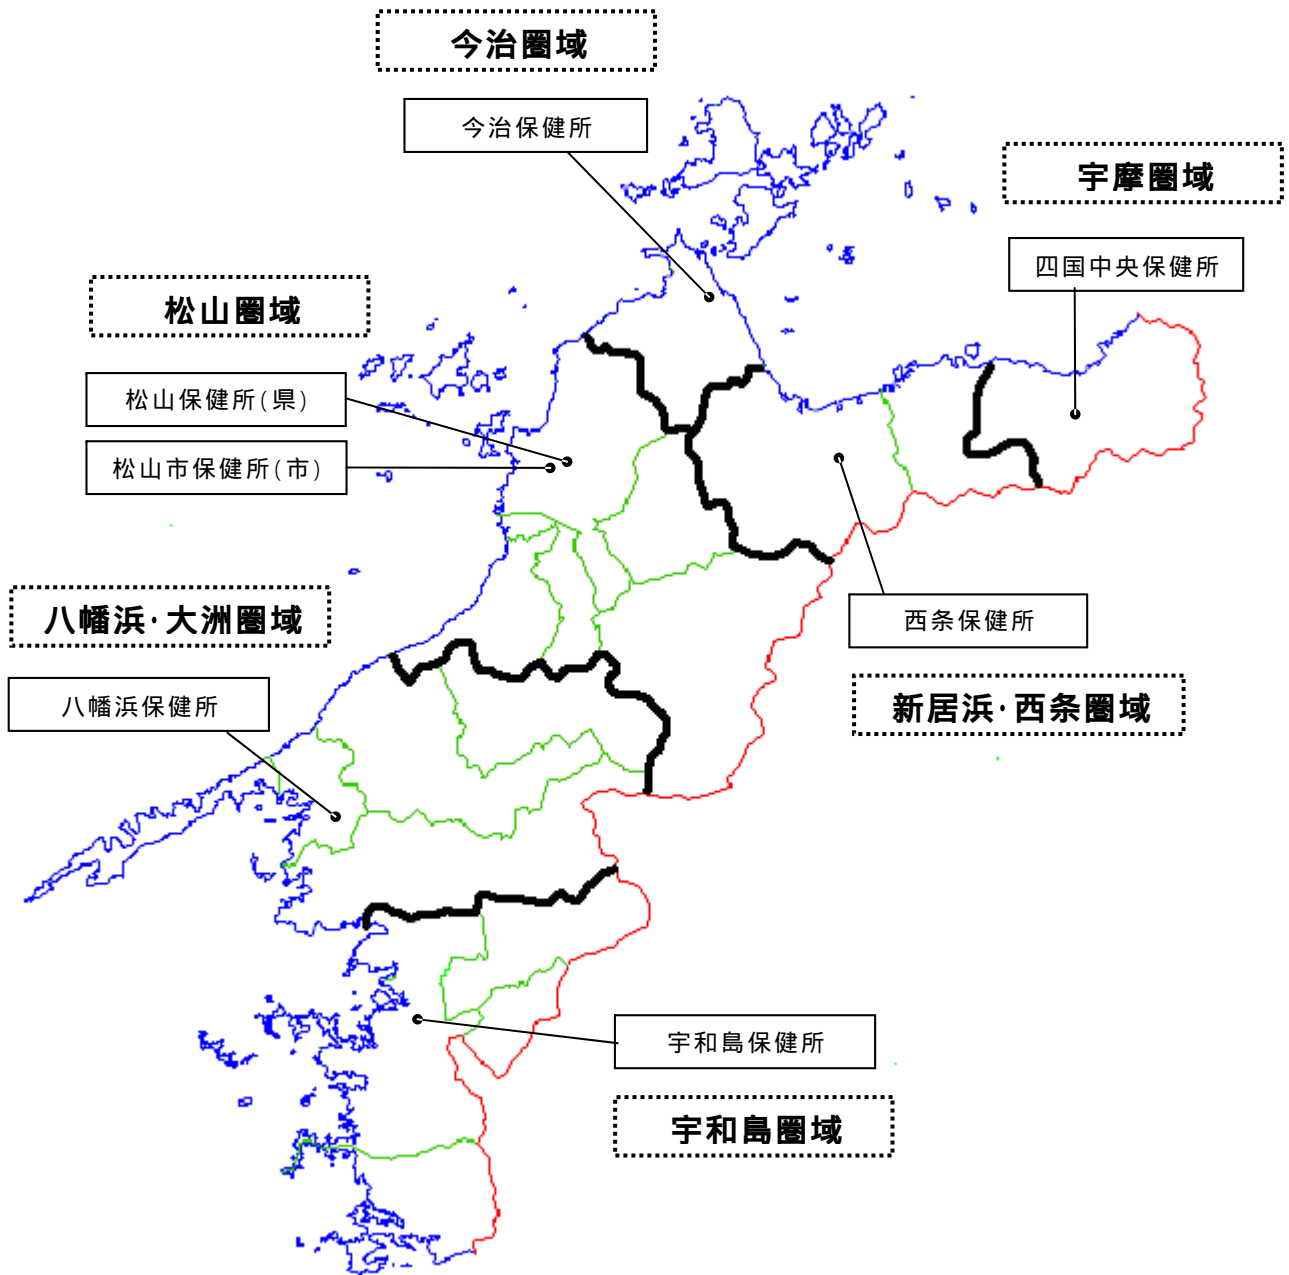 今治圏域
今治保健所
宇摩圏域
四国中央保健所
松山圏域
松山保健所(県)
松山市保健所(市)
八幡浜・大洲圏域
西条保健所
八幡浜保健所
新居浜・西条圏域
宇和島保健所
宇和島圏域